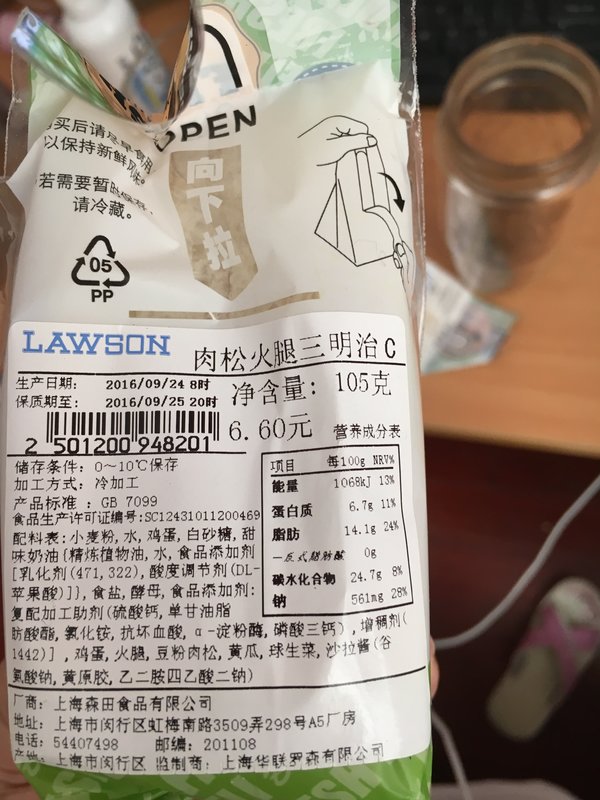 OPEN
买后请尽早食用
以保持新鲜风味。
若需要暂时保存,
请冷藏。
向下拉
05
PP
LAWSON
肉松火腿三明治C
生产日期: 2016/09/24 8时
保质期至: 2016/09/25 20时
净含量: 105克
2 501200 948201
6.60元
营养成分表
项目 每100g NRV%
能量 1068kJ 13%
蛋白质 6.7g 11%
脂肪 14.1g 24%
—反式脂肪酸 0g
碳水化合物 24.7g 8%
钠 561mg 28%
储存条件: 0~10℃保存
加工方式: 冷加工
产品标准: GB 7099
食品生产许可证编号:SC12431011200469
配料表:小麦粉,水,鸡蛋,白砂糖,甜
味奶油{精炼植物油,水,食品添加剂
[乳化剂(471,322),酸度调节剂(DL-
苹果酸)]},食盐,酵母,食品添加剂:
复配加工助剂(硫酸钙,单甘油脂
肪酸酯,氯化铵,抗坏血酸,α-淀粉酶,磷酸三钙),增稠剂(
1442)],鸡蛋,火腿,豆粉肉松,黄瓜,球生菜,沙拉酱(谷
氨酸钠,黄原胶,乙二胺四乙酸二钠)
厂商: 上海森田食品有限公司
地址: 上海市闵行区虹梅南路3509弄298号A5厂房
电话: 54407498 邮编: 201108
产地: 上海市闵行区 监制商: 上海华联罗森有限公司